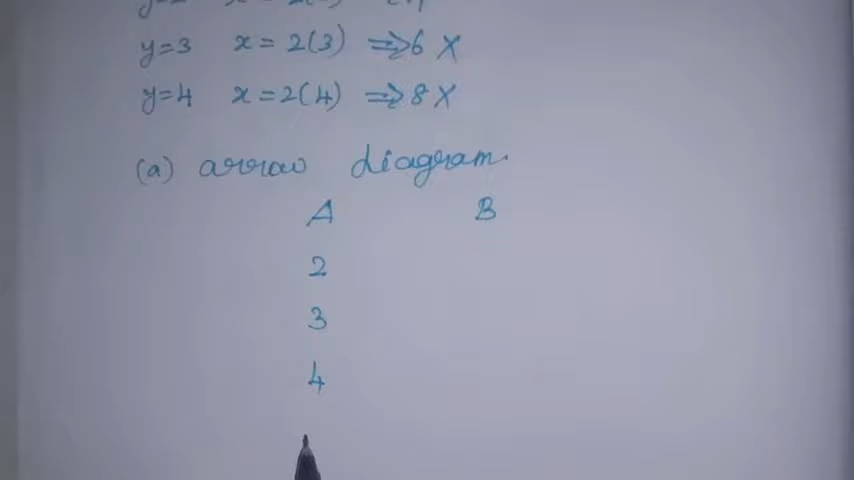 y=3 x = 2(3) ⇒6 X
y=4 x = 2(4) ⇒8 X
(a) arrow diagram.
A B
2
3
4